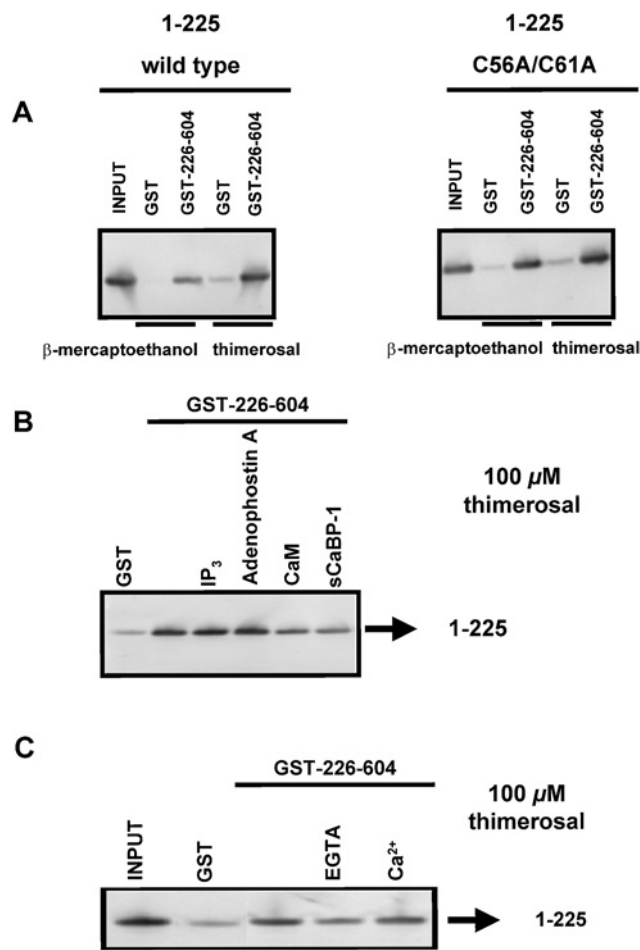 1-225 1-225
wild type C56A/C61A
A
INPUT GST GST-226-604 GST GST-226-604 INPUT GST GST-226-604 GST GST-226-604
β-mercaptoethanol thimerosal β-mercaptoethanol thimerosal
B
GST-226-604
100 µM
thimerosal
GST IP3 Adenophostin A CaM sCaBP-1
1-225
C
GST-226-604
100 µM
thimerosal
INPUT GST EGTA Ca2+
1-225